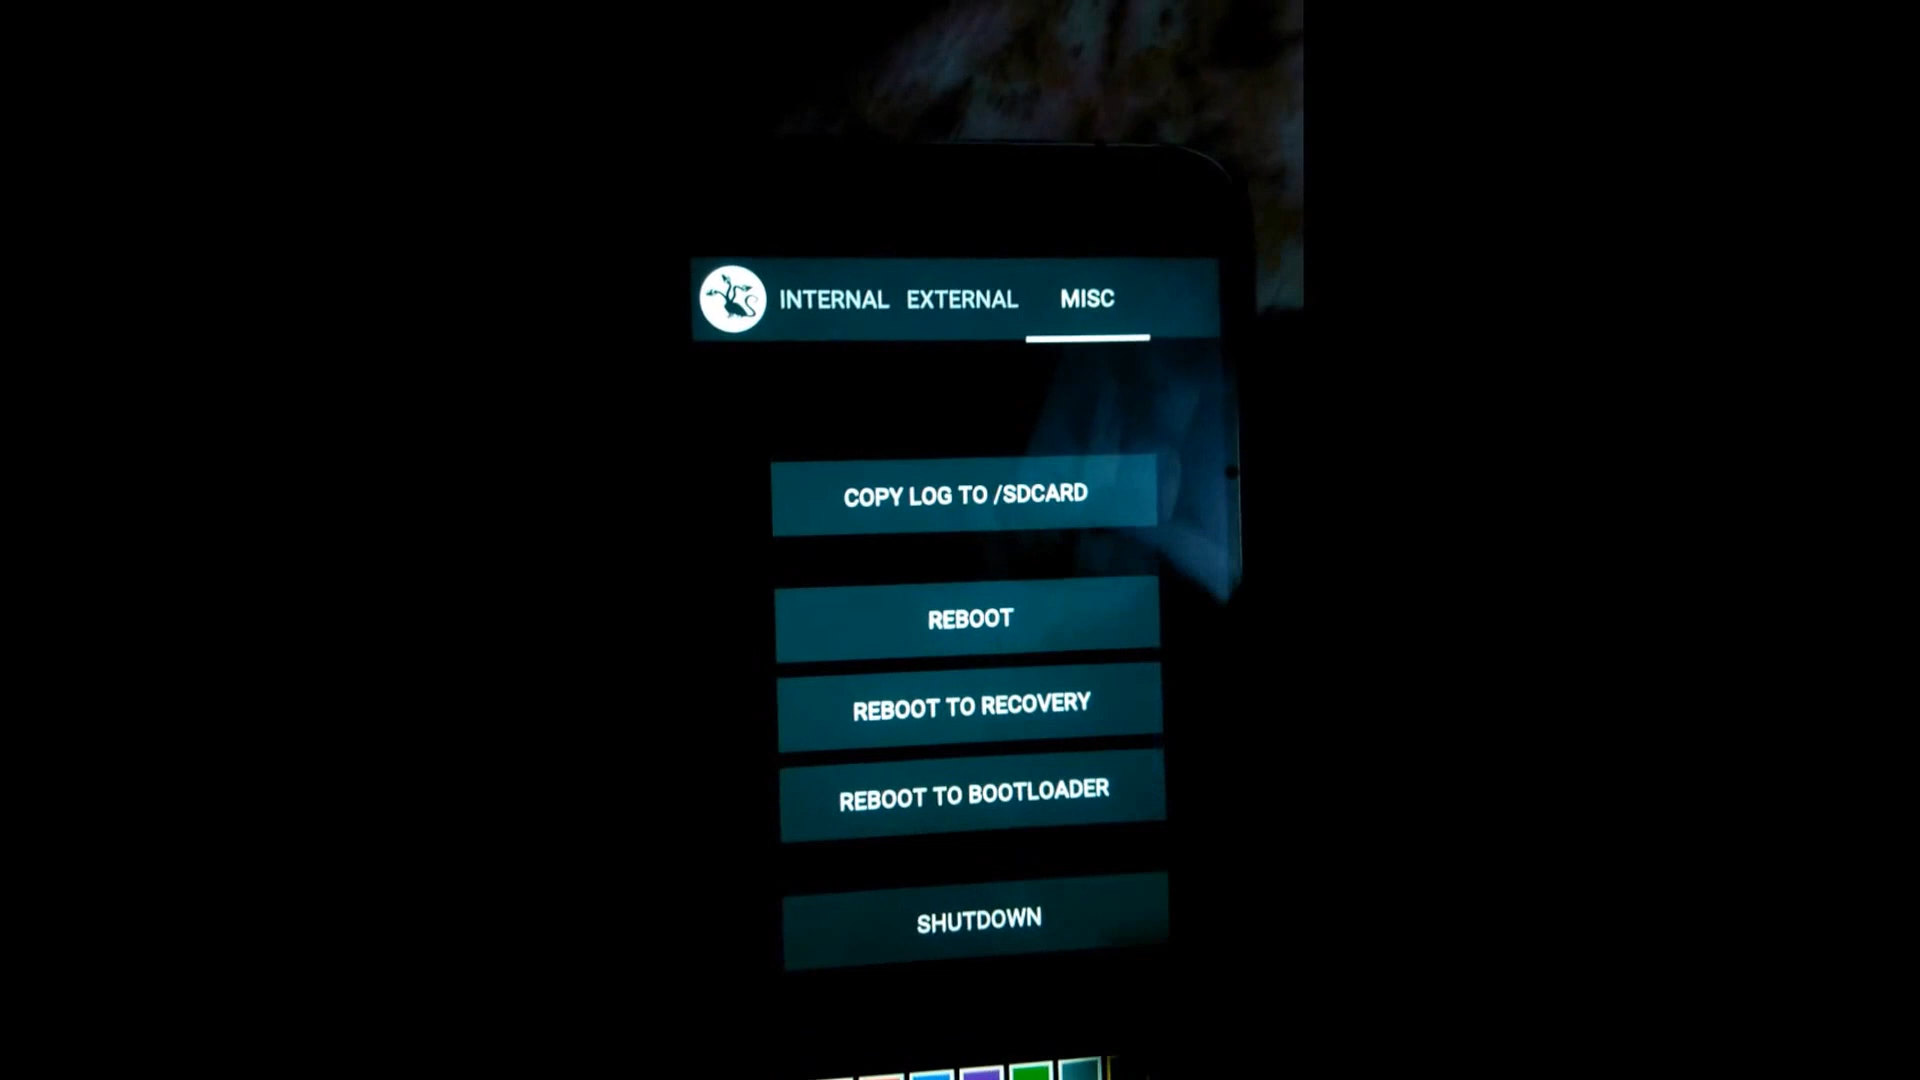 INTERNAL EXTERNAL MISC
COPY LOG TO /SDCARD
REBOOT
REBOOT TO RECOVERY
REBOOT TO BOOTLOADER
SHUTDOWN